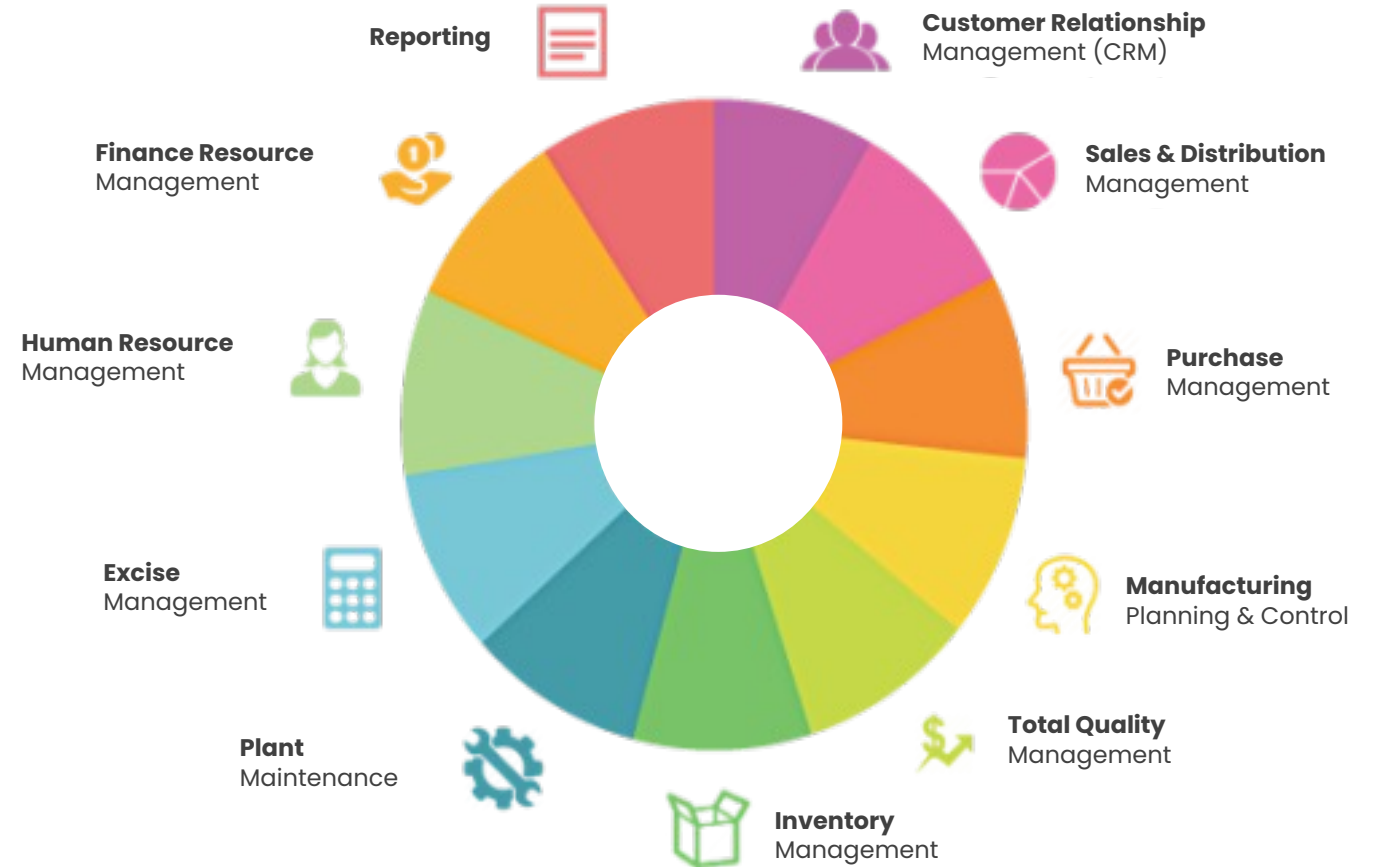 Reporting
Customer Relationship
Management (CRM)
Finance Resource
Management
Sales & Distribution
Management
Human Resource
Management
Purchase
Management
Excise
Management
Manufacturing
Planning & Control
Plant
Maintenance
Total Quality
Management
Inventory
Management